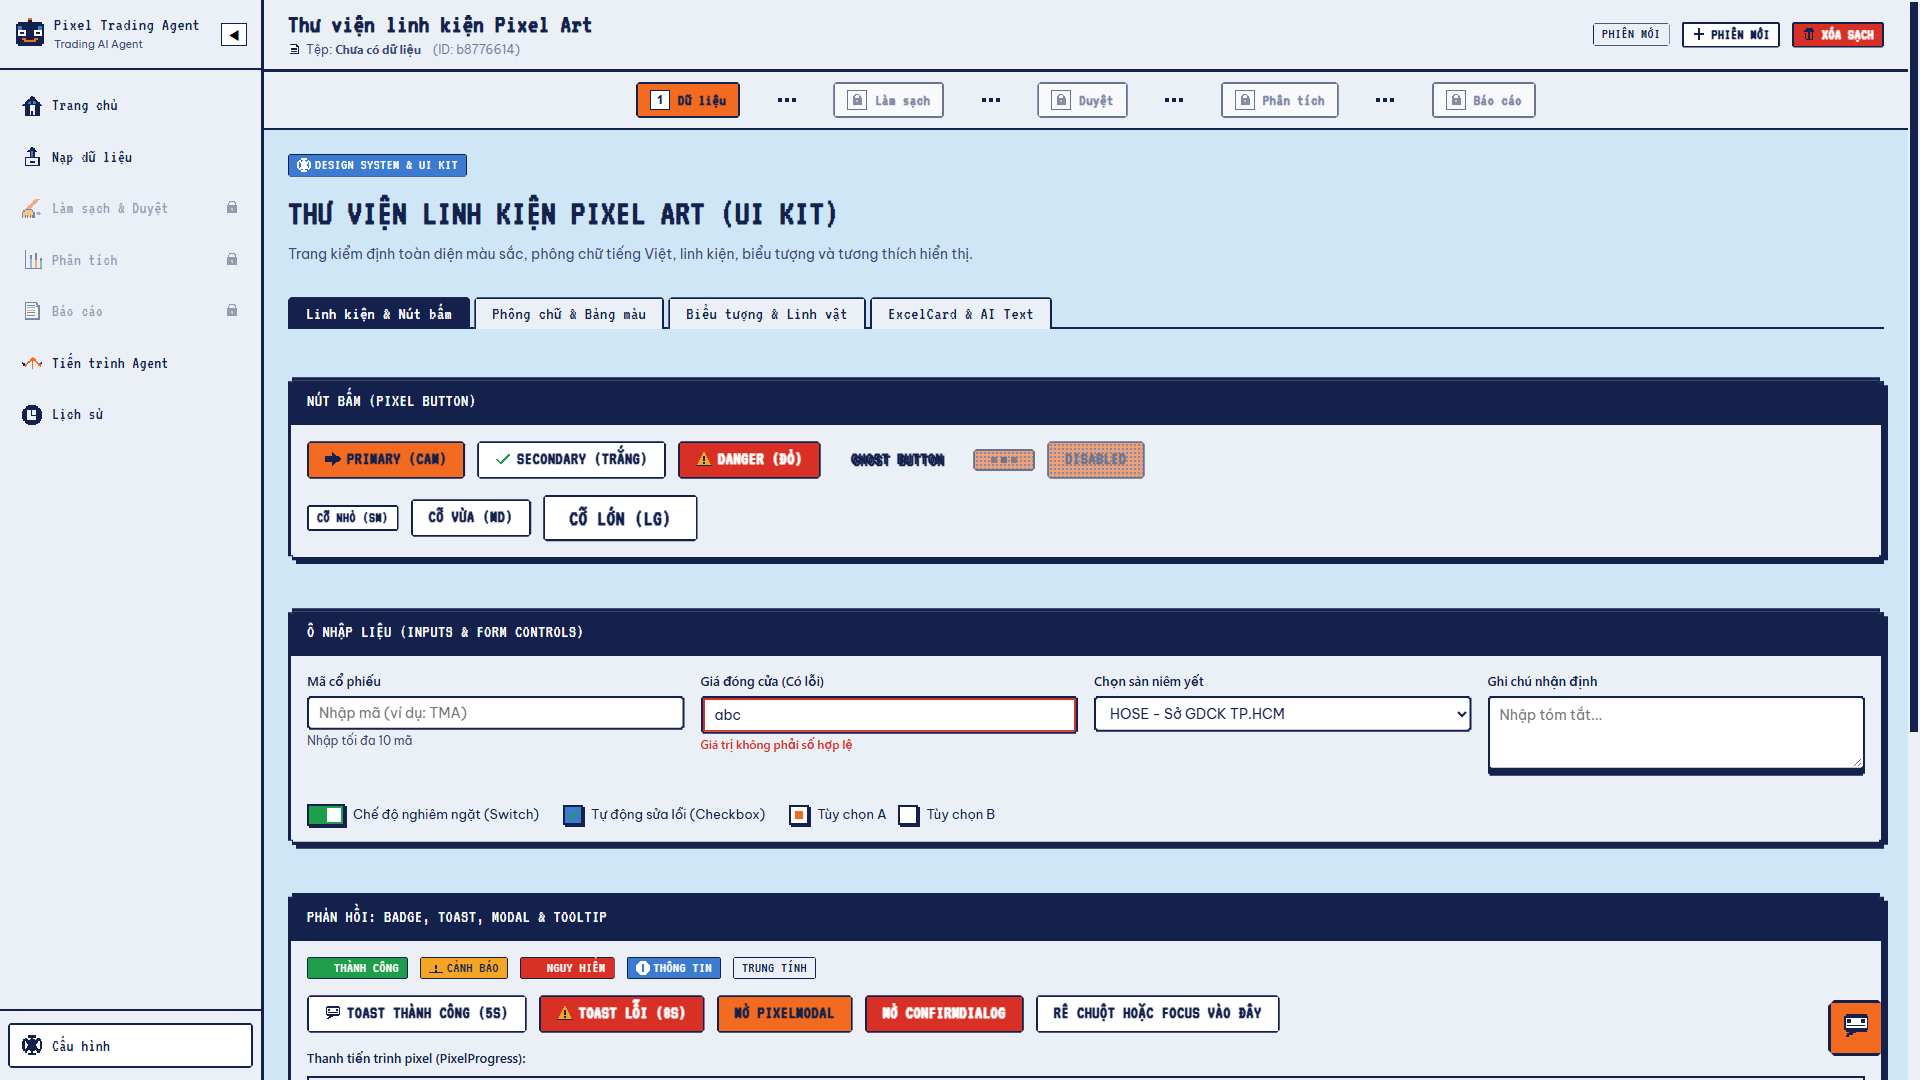 Pixel Trading Agent
Trading AI Agent
Trang chủ
Nạp dữ liệu
Làm sạch & Duyệt
Phân tích
Báo cáo
Tiến trình Agent
Lịch sử
Cấu hình
Thư viện linh kiện Pixel Art
Tệp: Chưa có dữ liệu (ID: b8776614)
PHIÊN MỚI
PHIÊN MỚI
XÓA SẠCH
1 Dữ liệu
Làm sạch
Duyệt
Phân tích
Báo cáo
DESIGN SYSTEM & UI KIT
THƯ VIỆN LINH KIỆN PIXEL ART (UI KIT)
Trang kiểm định toàn diện màu sắc, phông chữ tiếng Việt, linh kiện, biểu tượng và tương thích hiển thị.
Linh kiện & Nút bấm
Phông chữ & Bảng màu
Biểu tượng & Linh vật
ExcelCard & AI Text
NÚT BẤM (PIXEL BUTTON)
PRIMARY (CAM)
SECONDARY (TRẮNG)
DANGER (ĐỎ)
GHOST BUTTON
DISABLED
CỠ NHỎ (SM)
CỠ VỪA (MD)
CỠ LỚN (LG)
Ô NHẬP LIỆU (INPUTS & FORM CONTROLS)
Mã cổ phiếu
Nhập mã (ví dụ: TMA)
Nhập tối đa 10 mã
Giá đóng cửa (Có lỗi)
abc
Giá trị không phải số hợp lệ
Chọn sàn niêm yết
HOSE - Sở GDCK TP.HCM
Ghi chú nhận định
Nhập tóm tắt...
Chế độ nghiêm ngặt (Switch)
Tự động sửa lỗi (Checkbox)
Tùy chọn A
Tùy chọn B
PHẢN HỒI: BADGE, TOAST, MODAL & TOOLTIP
THÀNH CÔNG
CẢNH BÁO
NGUY HIỂM
THÔNG TIN
TRUNG TÍNH
TOAST THÀNH CÔNG (5S)
TOAST LỖI (8S)
MỞ PIXELMODAL
MỞ CONFIRMDIALOG
RÊ CHUỘT HOẶC FOCUS VÀO ĐÂY
Thanh tiến trình pixel (PixelProgress):